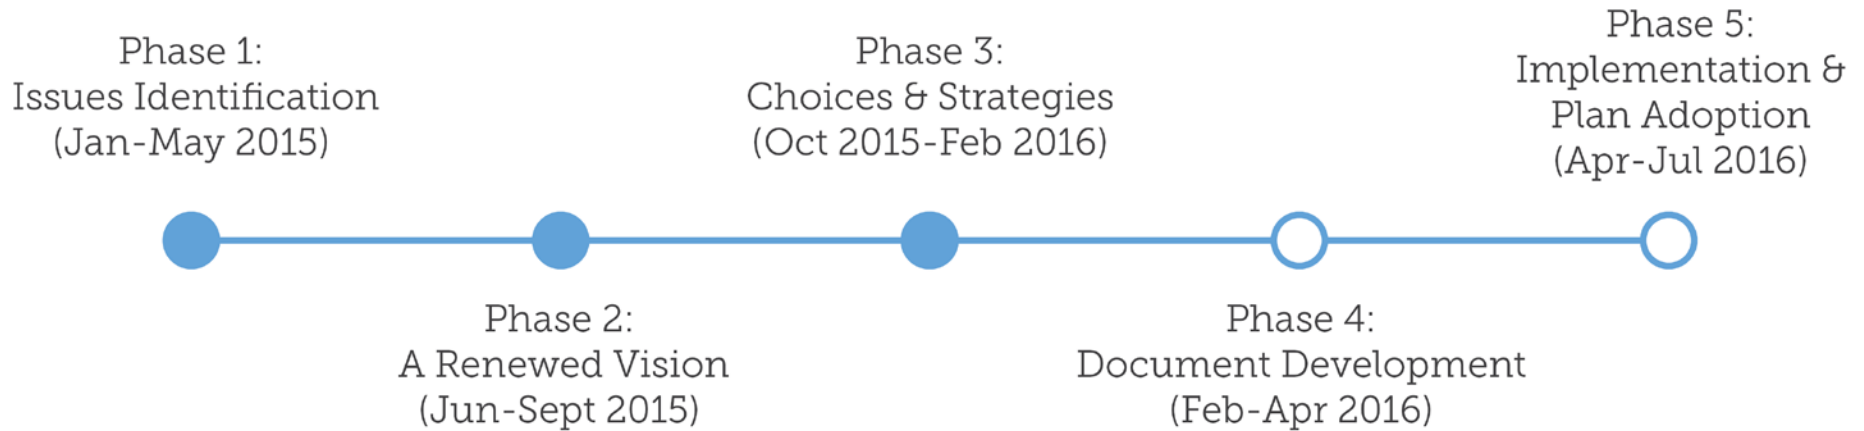 Phase 1:
Issues Identification
(Jan-May 2015)
Phase 2:
A Renewed Vision
(Jun-Sept 2015)
Phase 3:
Choices & Strategies
(Oct 2015-Feb 2016)
Phase 4:
Document Development
(Feb-Apr 2016)
Phase 5:
Implementation &
Plan Adoption
(Apr-Jul 2016)